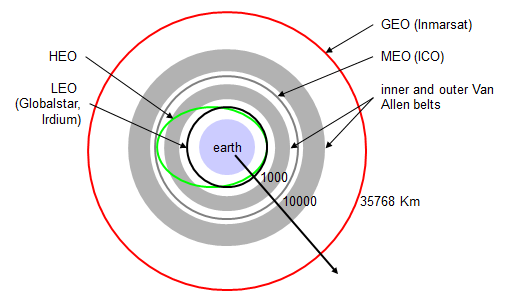 GEO (Inmarsat)
HEO
MEO (ICO)
LEO
(Globalstar,
Irdium)
inner and outer Van
Allen belts
earth
1000
10000
35768 Km